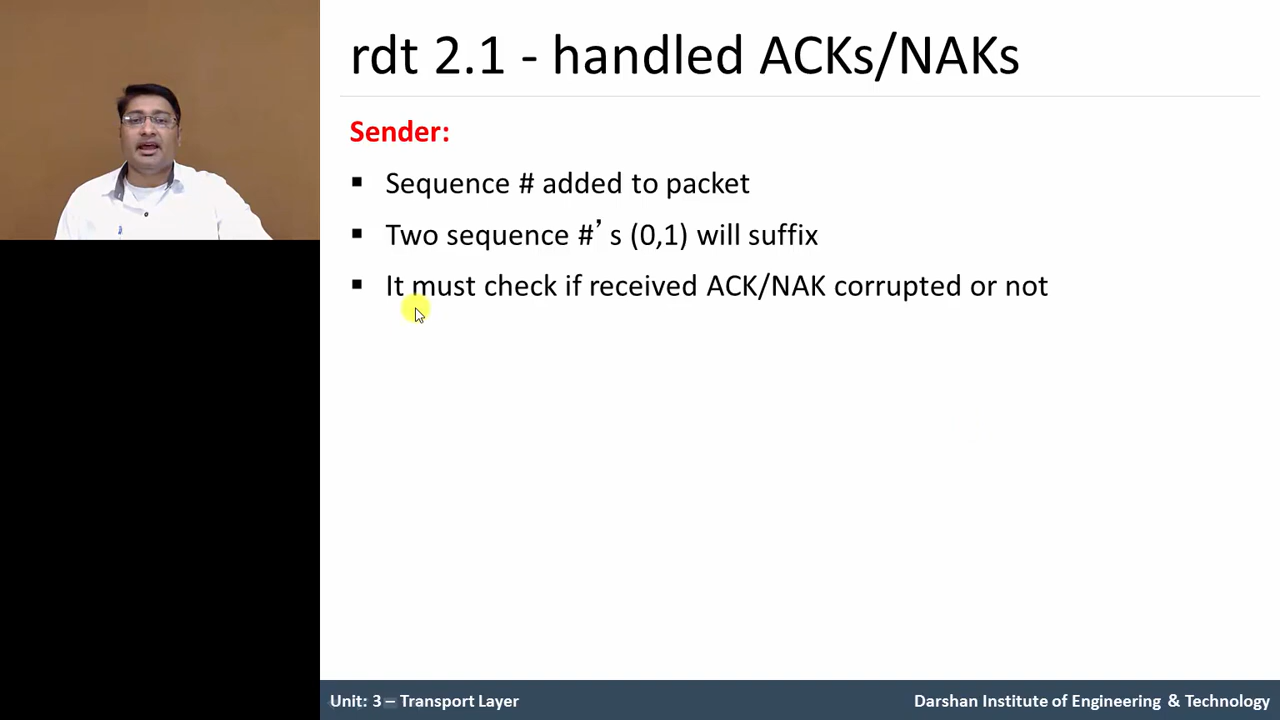 rdt 2.1 - handled ACKs/NAKs
Sender:
▪ Sequence # added to packet
▪ Two sequence #’s (0,1) will suffix
▪ It must check if received ACK/NAK corrupted or not
Unit: 3 – Transport Layer
Darshan Institute of Engineering & Technology